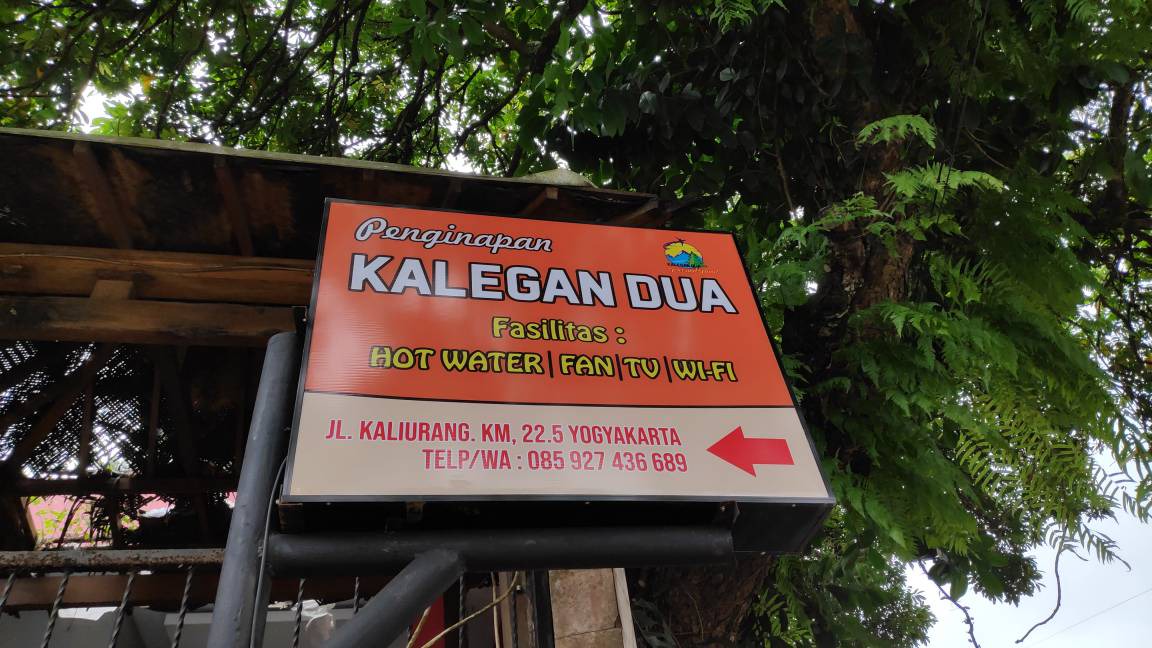 Penginapan
KALEGAN DUA
Fasilitas :
HOT WATER | FAN | TV | WI-FI
JL. KALIURANG. KM, 22.5 YOGYAKARTA
TELP/WA : 085 927 436 689